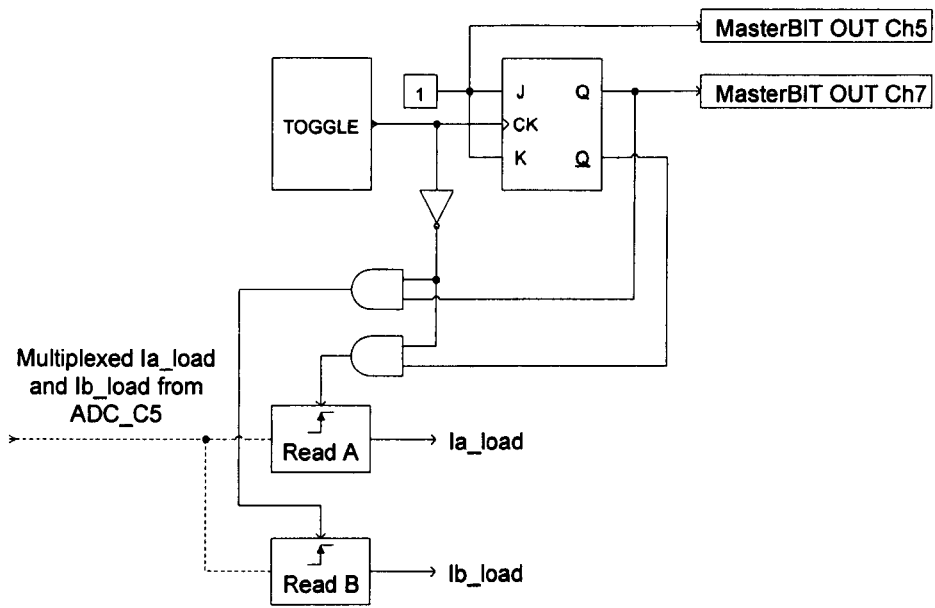 MasterBIT OUT Ch5
1
J
Q
MasterBIT OUT Ch7
TOGGLE
CK
K
Q
Multiplexed Ia_load
and Ib_load from
ADC_C5
Read A
Ia_load
Read B
Ib_load